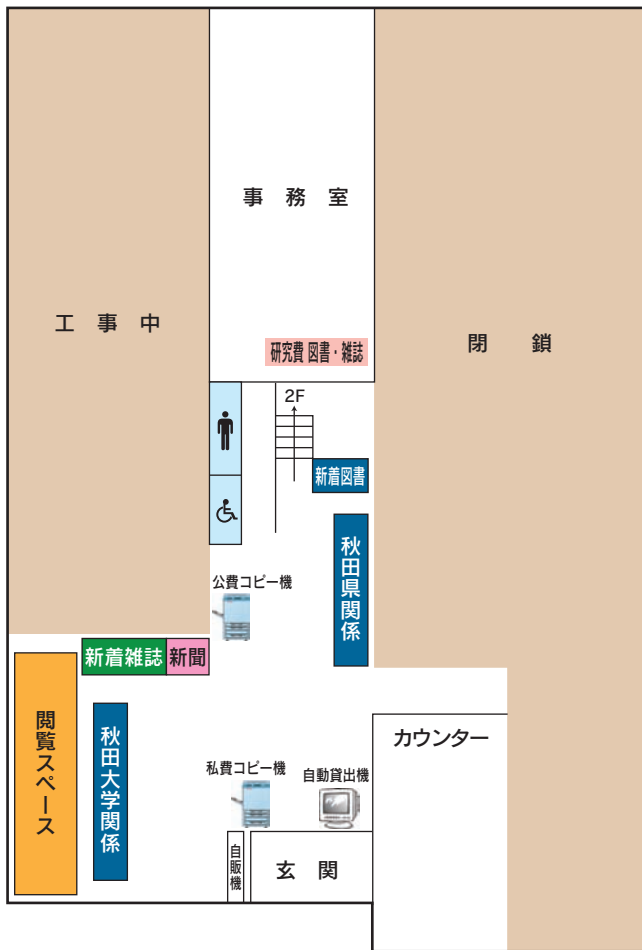 事務室
工事中
閉鎖
研究費 図書・雑誌
2F
新着図書
秋田県関係
公費コピー機
新着雑誌
新聞
閲覧スペース
秋田大学関係
カウンター
私費コピー機
自動貸出機
自販機
玄関